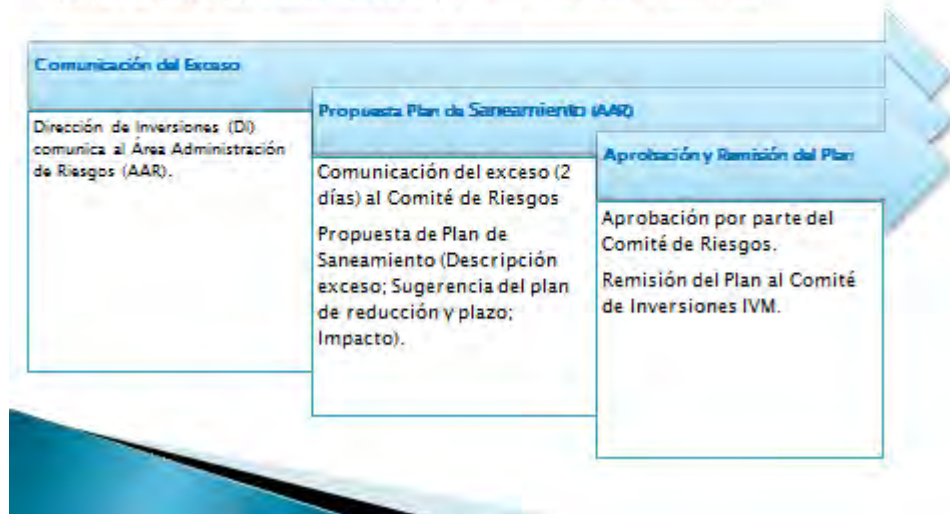 Comunicación del Exceso
Dirección de Inversiones (DI)
comunica al Área Administración
de Riesgos (AAR).
Propuesta Plan de Saneamiento (AAR)
Comunicación del exceso (2
días) al Comité de Riesgos
Propuesta de Plan de
Saneamiento (Descripción
exceso; Sugerencia del plan
de reducción y plazo;
Impacto).
Aprobación y Remisión del Plan
Aprobación por parte del
Comité de Riesgos.
Remisión del Plan al Comité
de Inversiones IVM.